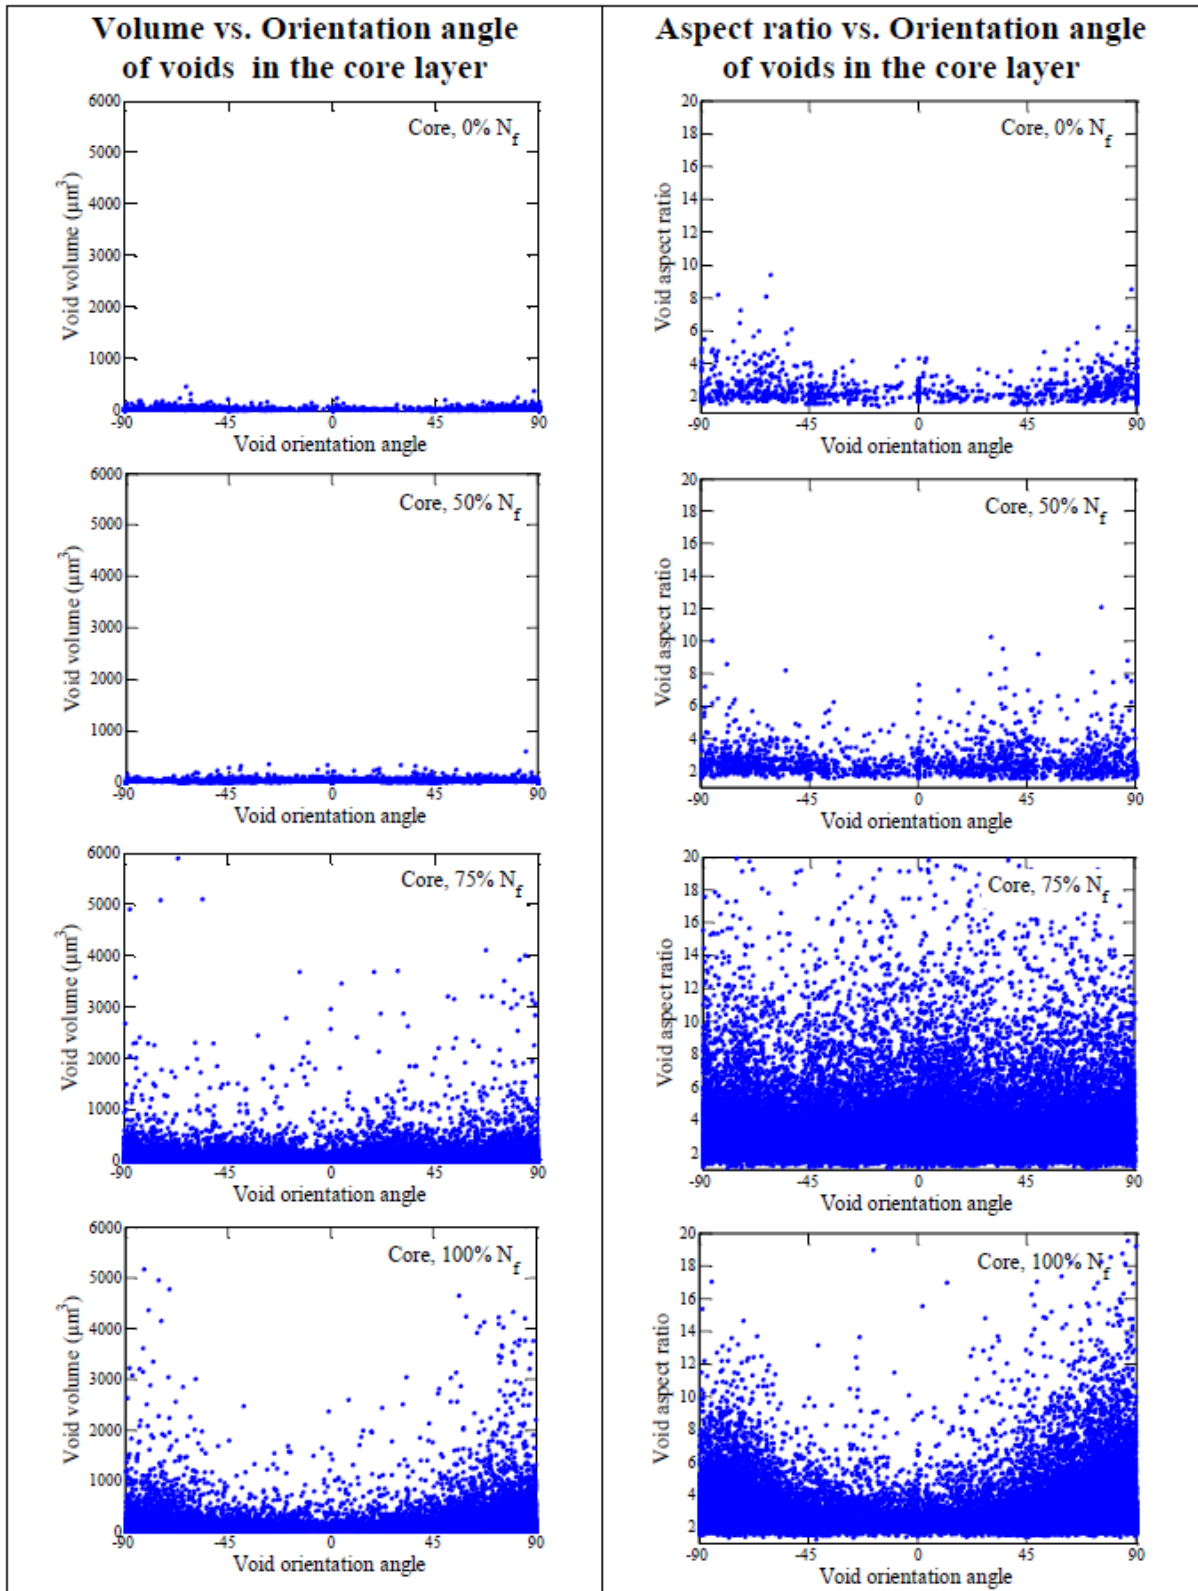 Volume vs. Orientation angle
of voids in the core layer
6000
5000
4000
3000
2000
1000
0
Void volume (µm³)
Core, 0% N_f
-90 -45 0 45 90
Void orientation angle
6000
5000
4000
3000
2000
1000
0
Void volume (µm³)
Core, 50% N_f
-90 -45 0 45 90
Void orientation angle
6000
5000
4000
3000
2000
1000
0
Void volume (µm³)
Core, 75% N_f
-90 -45 0 45 90
Void orientation angle
6000
5000
4000
3000
2000
1000
0
Void volume (µm³)
Core, 100% N_f
-90 -45 0 45 90
Void orientation angle
Aspect ratio vs. Orientation angle
of voids in the core layer
20
18
16
14
12
10
8
6
4
2
Void aspect ratio
Core, 0% N_f
-90 -45 0 45 90
Void orientation angle
20
18
16
14
12
10
8
6
4
2
Void aspect ratio
Core, 50% N_f
-90 -45 0 45 90
Void orientation angle
20
18
16
14
12
10
8
6
4
2
Void aspect ratio
Core, 75% N_f
-90 -45 0 45 90
Void orientation angle
20
18
16
14
12
10
8
6
4
2
Void aspect ratio
Core, 100% N_f
-90 -45 0 45 90
Void orientation angle